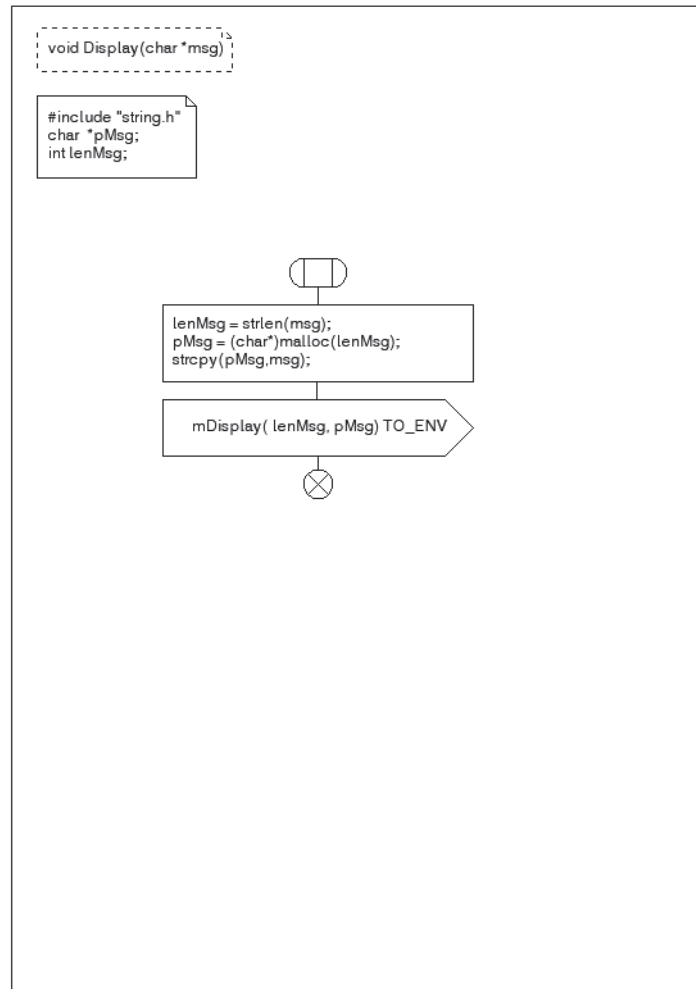 void Display(char *msg)
#include "string.h"
char *pMsg;
int lenMsg;
lenMsg = strlen(msg);
pMsg = (char*)malloc(lenMsg);
strcpy(pMsg,msg);
mDisplay( lenMsg, pMsg) TO_ENV